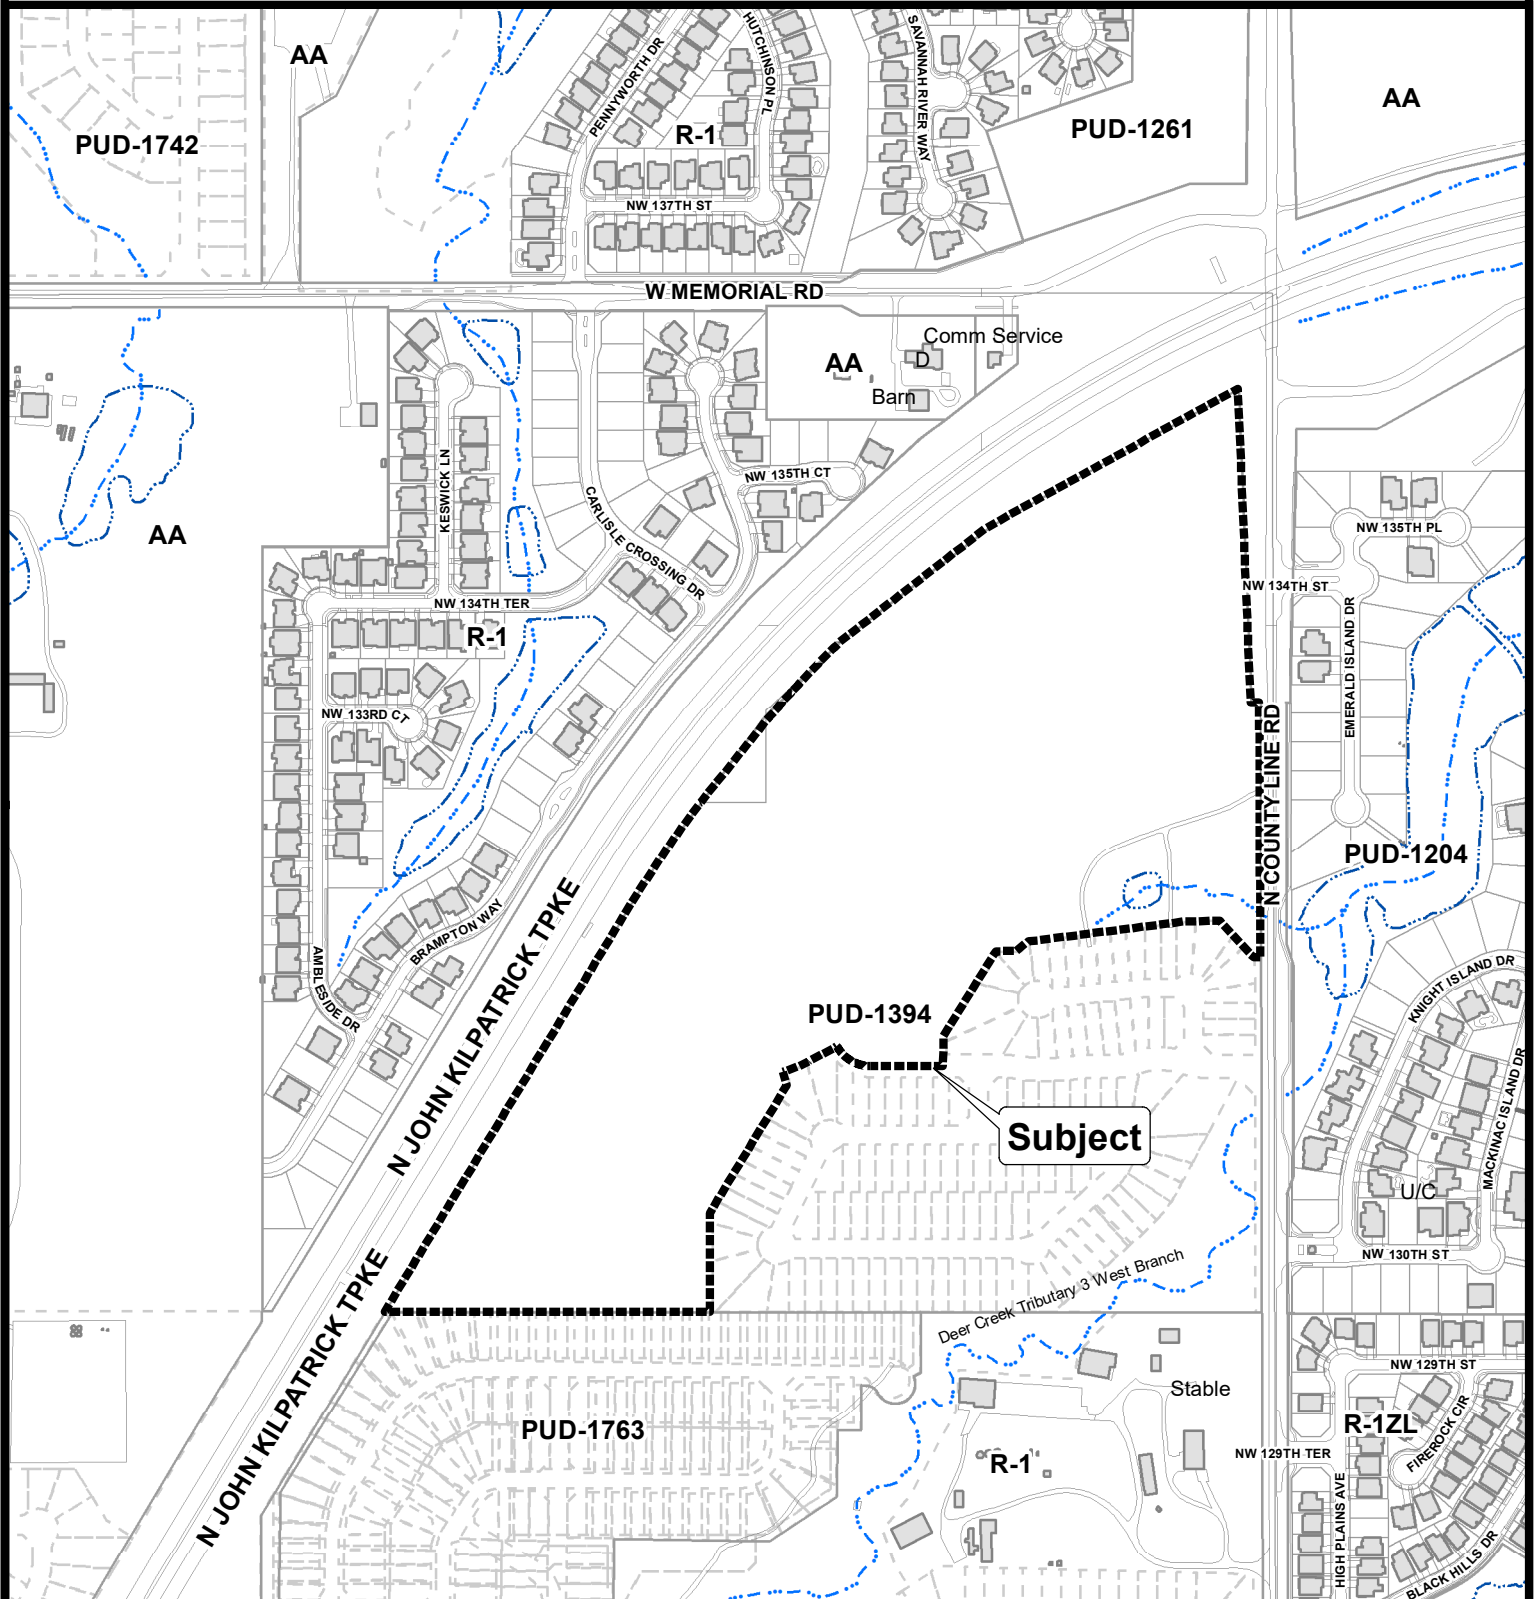 HUTCHINSON PL
SAVANNAH RIVER WAY
PENNYWORTH DR
AA
AA
PUD-1742
R-1
PUD-1261
NW 137TH ST
W MEMORIAL RD
Comm Service
D
AA
Barn
KESWICK LN
NW 135TH CT
CARLISLE CROSSING DR
AA
NW 135TH PL
NW 134TH ST
NW 134TH TER
R-1
EMERALD ISLAND DR
NW 133RD CT
N COUNTY LINE RD
PUD-1204
BRAMPTON WAY
AMBLESIDE DR
N JOHN KILPATRICK TPKE
KNIGHT ISLAND DR
PUD-1394
MACKINAC ISLAND DR
Subject
U/C
NW 130TH ST
Deer Creek Tributary 3 West Branch
N JOHN KILPATRICK TPKE
NW 129TH ST
Stable
PUD-1763
R-1ZL
FIREROCK CIR
NW 129TH TER
R-1
HIGH PLAINS AVE
BLACK HILLS DR